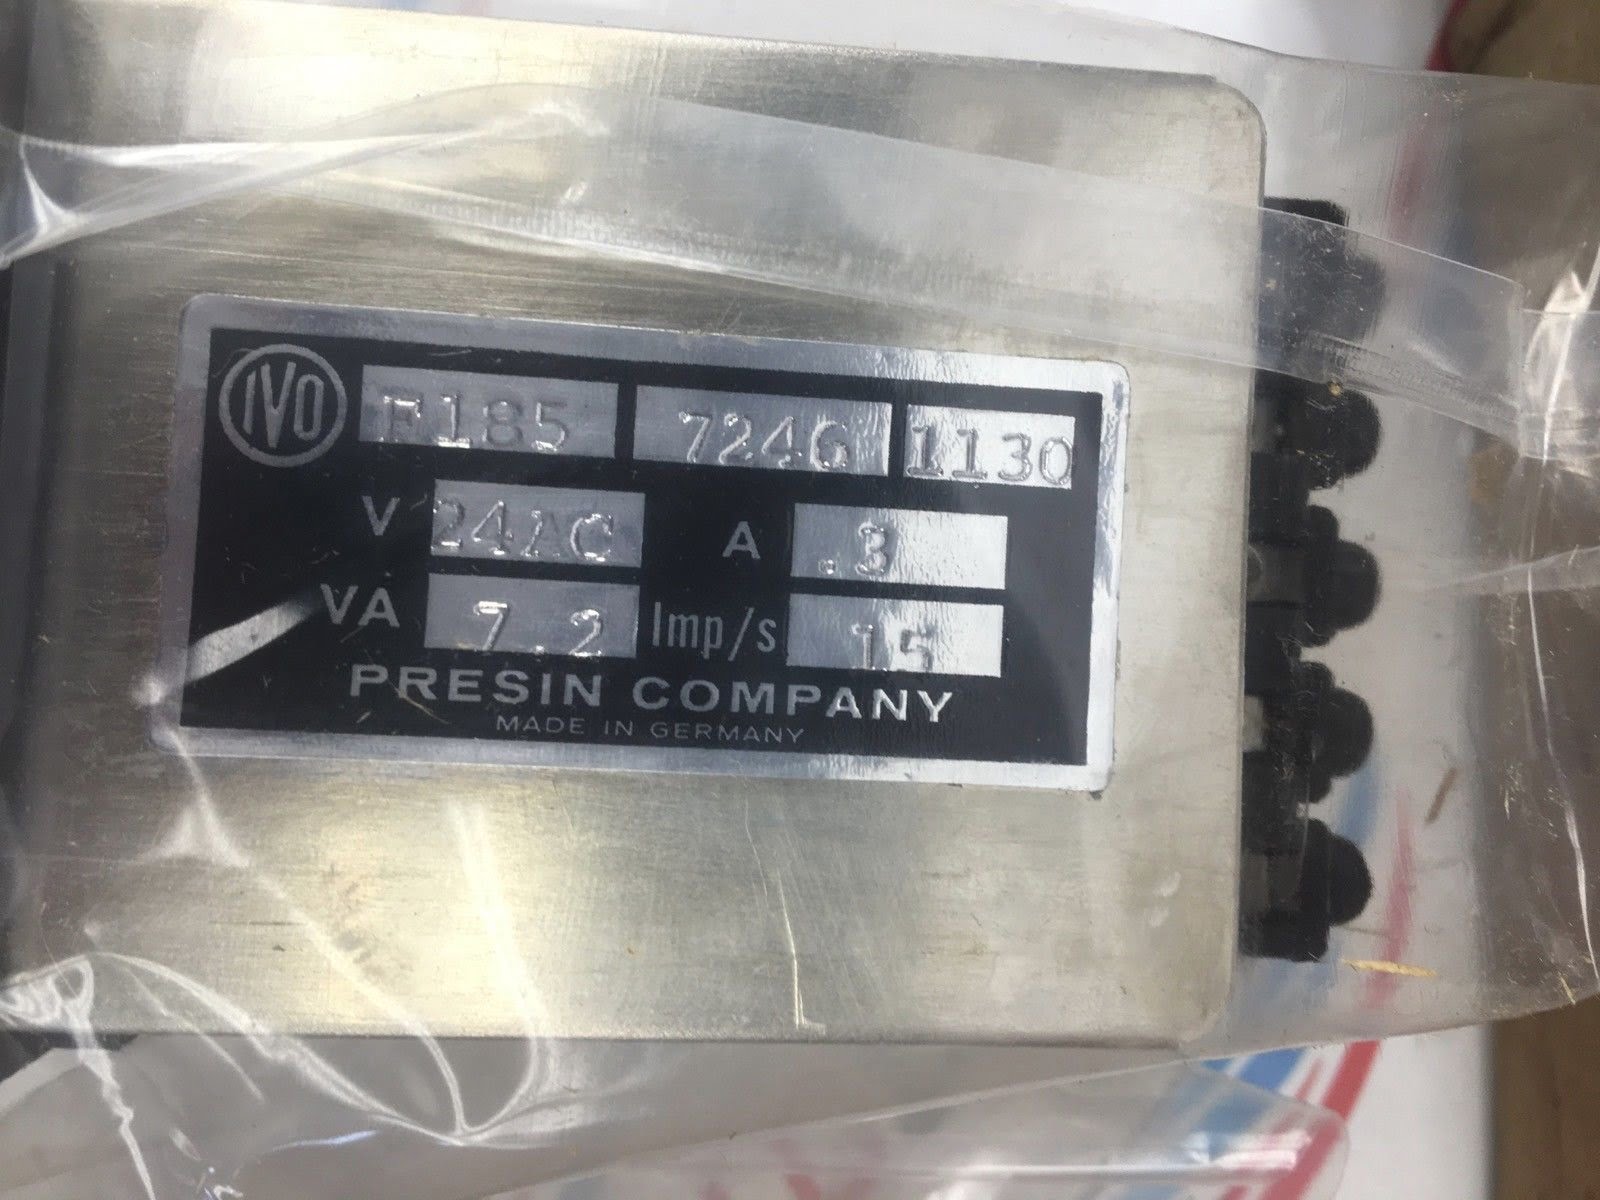 IVO F185 7246 1130
V 24AC A .3
VA 7.2 Imp/s 15
PRESIN COMPANY
MADE IN GERMANY